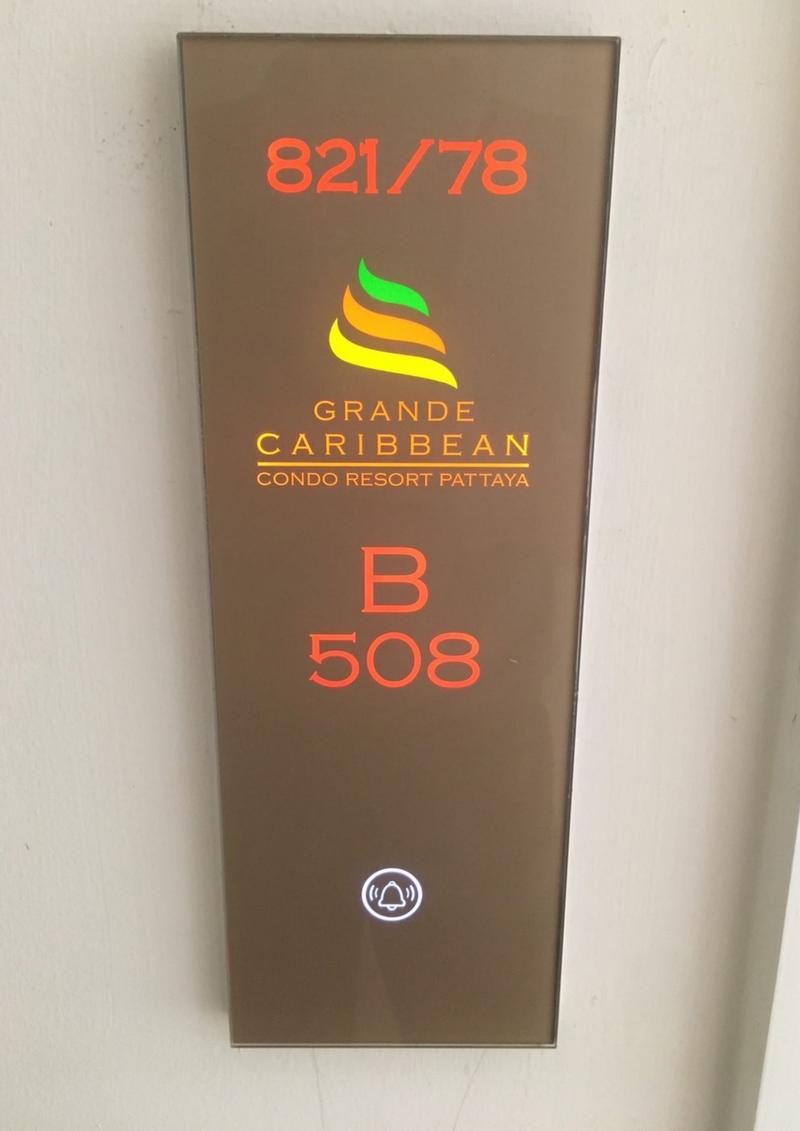 821/78
GRANDE
CARIBBEAN
CONDO RESORT PATTAYA
B
508